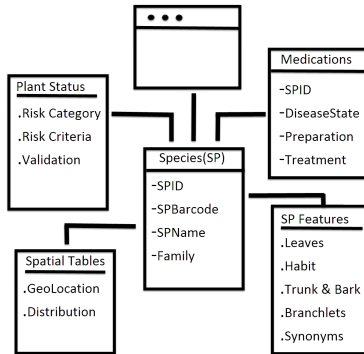 Plant Status
.Risk Category
.Risk Criteria
.Validation
Medications
-SPID
-DiseaseState
-Preparation
-Treatment
Species(SP)
-SPID
-SPBarcode
-SPName
-Family
Spatial Tables
.GeoLocation
.Distribution
SP Features
.Leaves
.Habit
.Trunk & Bark
.Branchlets
.Synonyms